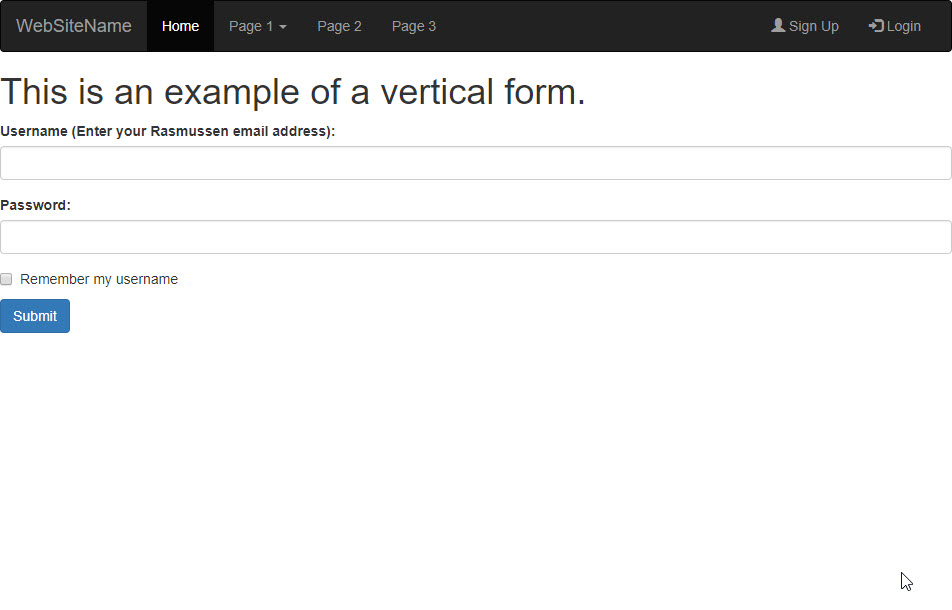 WebSiteName Home Page 1 Page 2 Page 3 Sign Up Login
This is an example of a vertical form.
Username (Enter your Rasmussen email address):
Password:
Remember my username
Submit